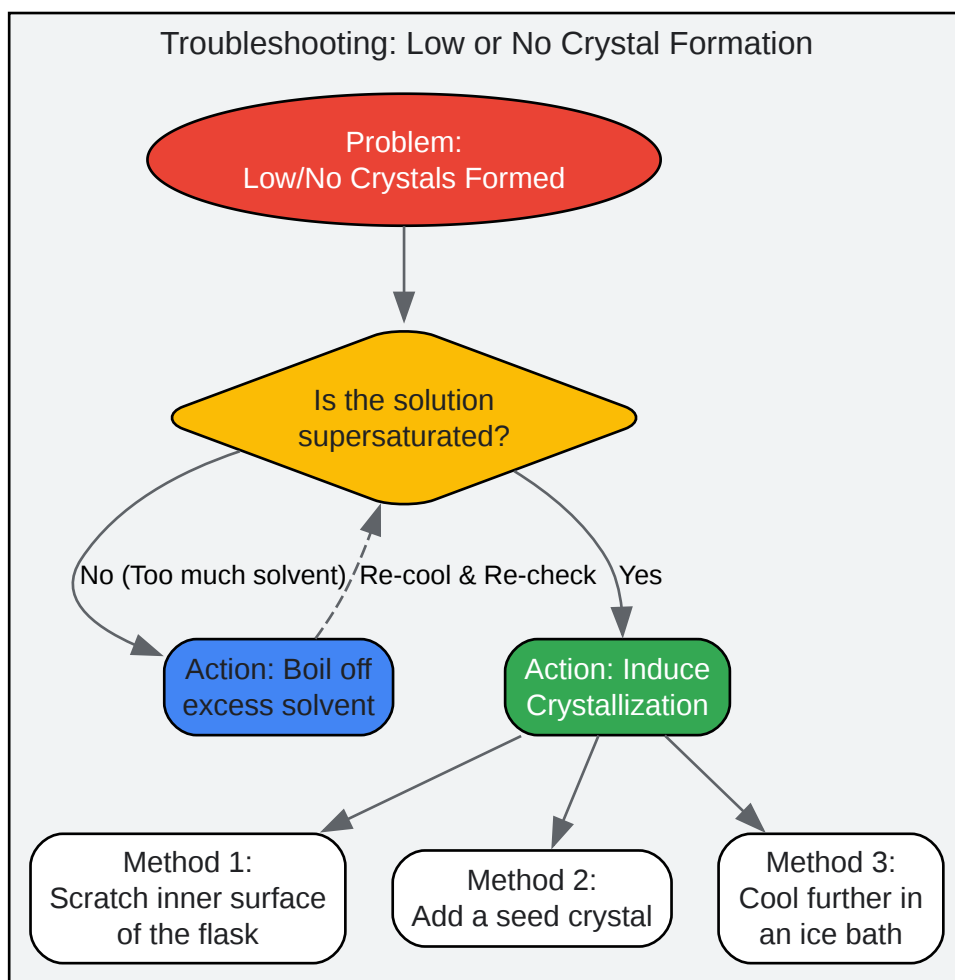 Troubleshooting: Low or No Crystal Formation
Problem:
Low/No Crystals Formed
Is the solution
supersaturated?
No (Too much solvent)
Re-cool & Re-check
Yes
Action: Boil off
excess solvent
Action: Induce
Crystallization
Method 1:
Scratch inner surface
of the flask
Method 2:
Add a seed crystal
Method 3:
Cool further in
an ice bath